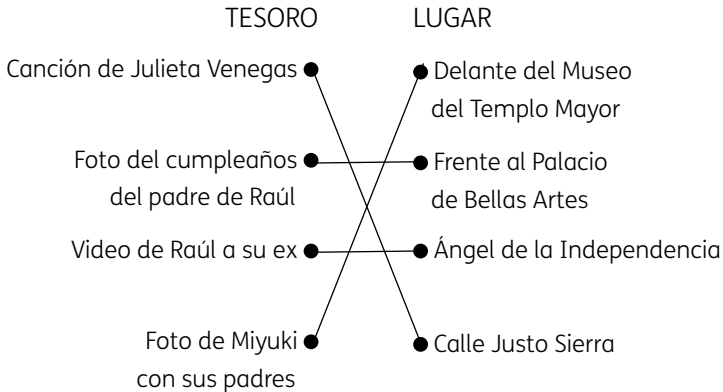 TESORO LUGAR
Canción de Julieta Venegas
Delante del Museo
del Templo Mayor
Foto del cumpleaños
del padre de Raúl
Frente al Palacio
de Bellas Artes
Video de Raúl a su ex
Ángel de la Independencia
Foto de Miyuki
con sus padres
Calle Justo Sierra